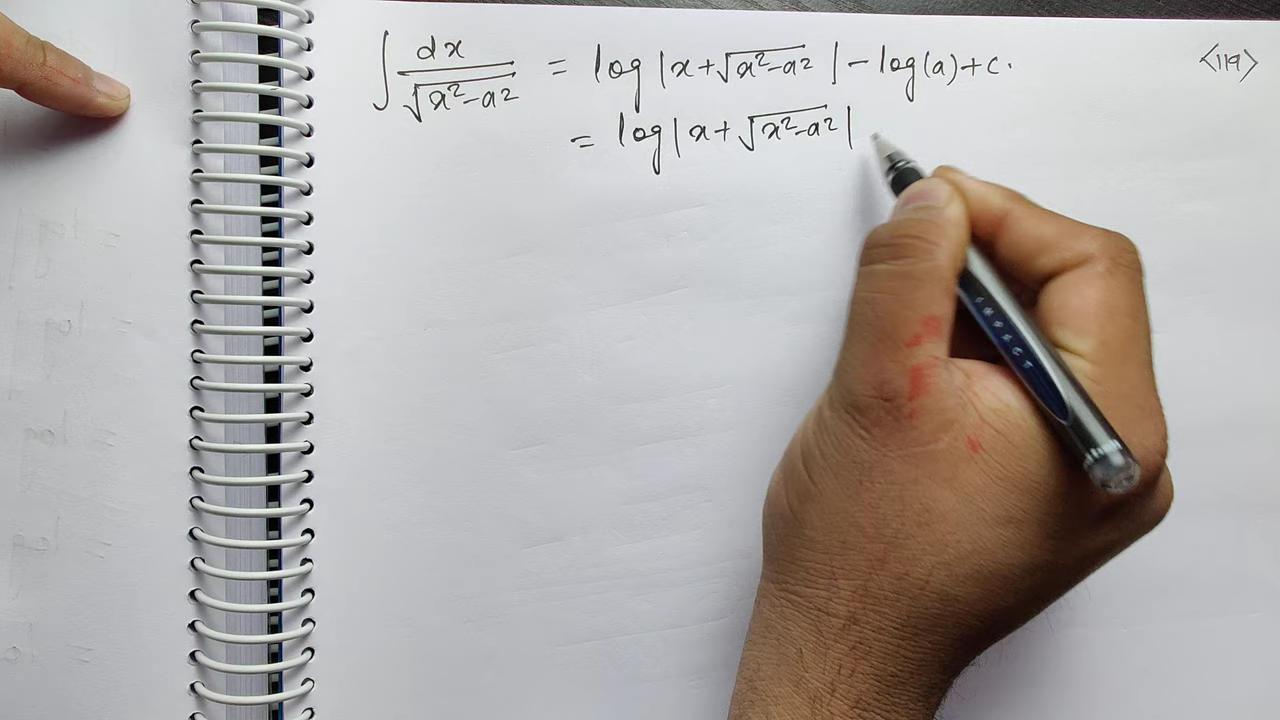 ∫ dx / √(x²-a²) = log |x + √(x²-a²)| - log(a) + c. <119>
= log |x + √(x²-a²)|